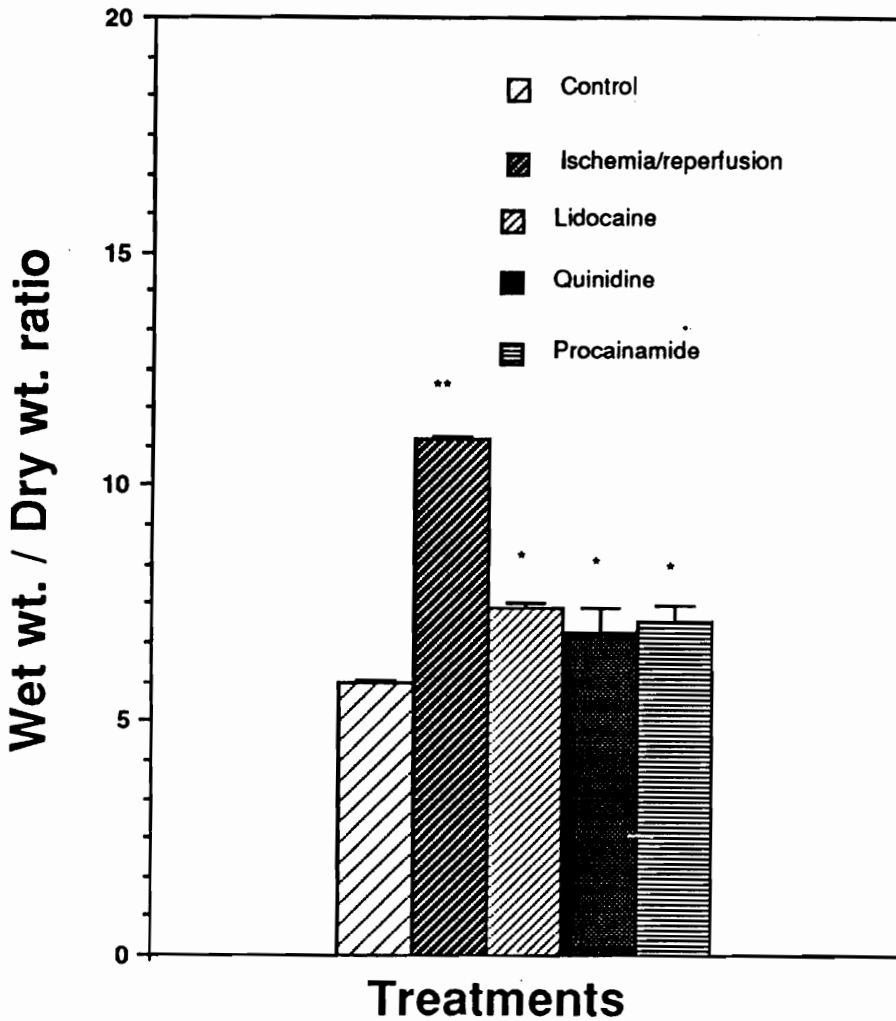 20
15
10
5
0
Wet wt. / Dry wt. ratio
Control
Ischemia/reperfusion
Lidocaine
Quinidine
Procainamide
**
*
*
*
Treatments